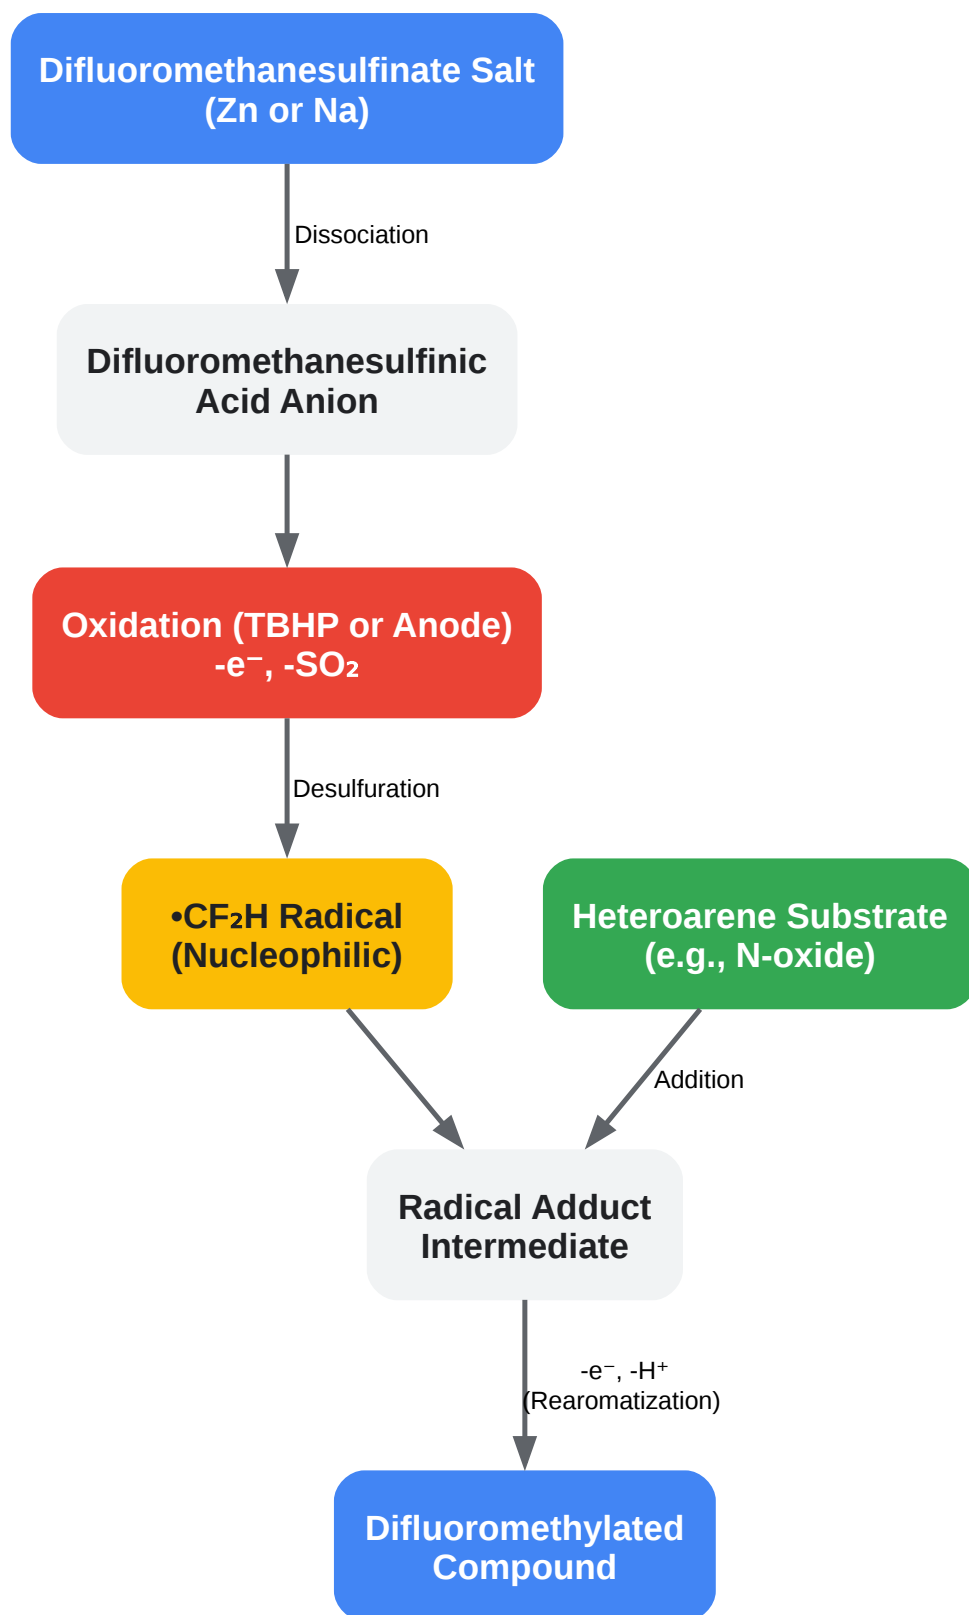 Difluoromethanesulfinate Salt
(Zn or Na)
Dissociation
Difluoromethanesulfinic
Acid Anion
Oxidation (TBHP or Anode)
-e⁻, -SO₂
Desulfuration
•CF₂H Radical
(Nucleophilic)
Heteroarene Substrate
(e.g., N-oxide)
Addition
Radical Adduct
Intermediate
-e⁻, -H⁺
(Rearomatization)
Difluoromethylated
Compound